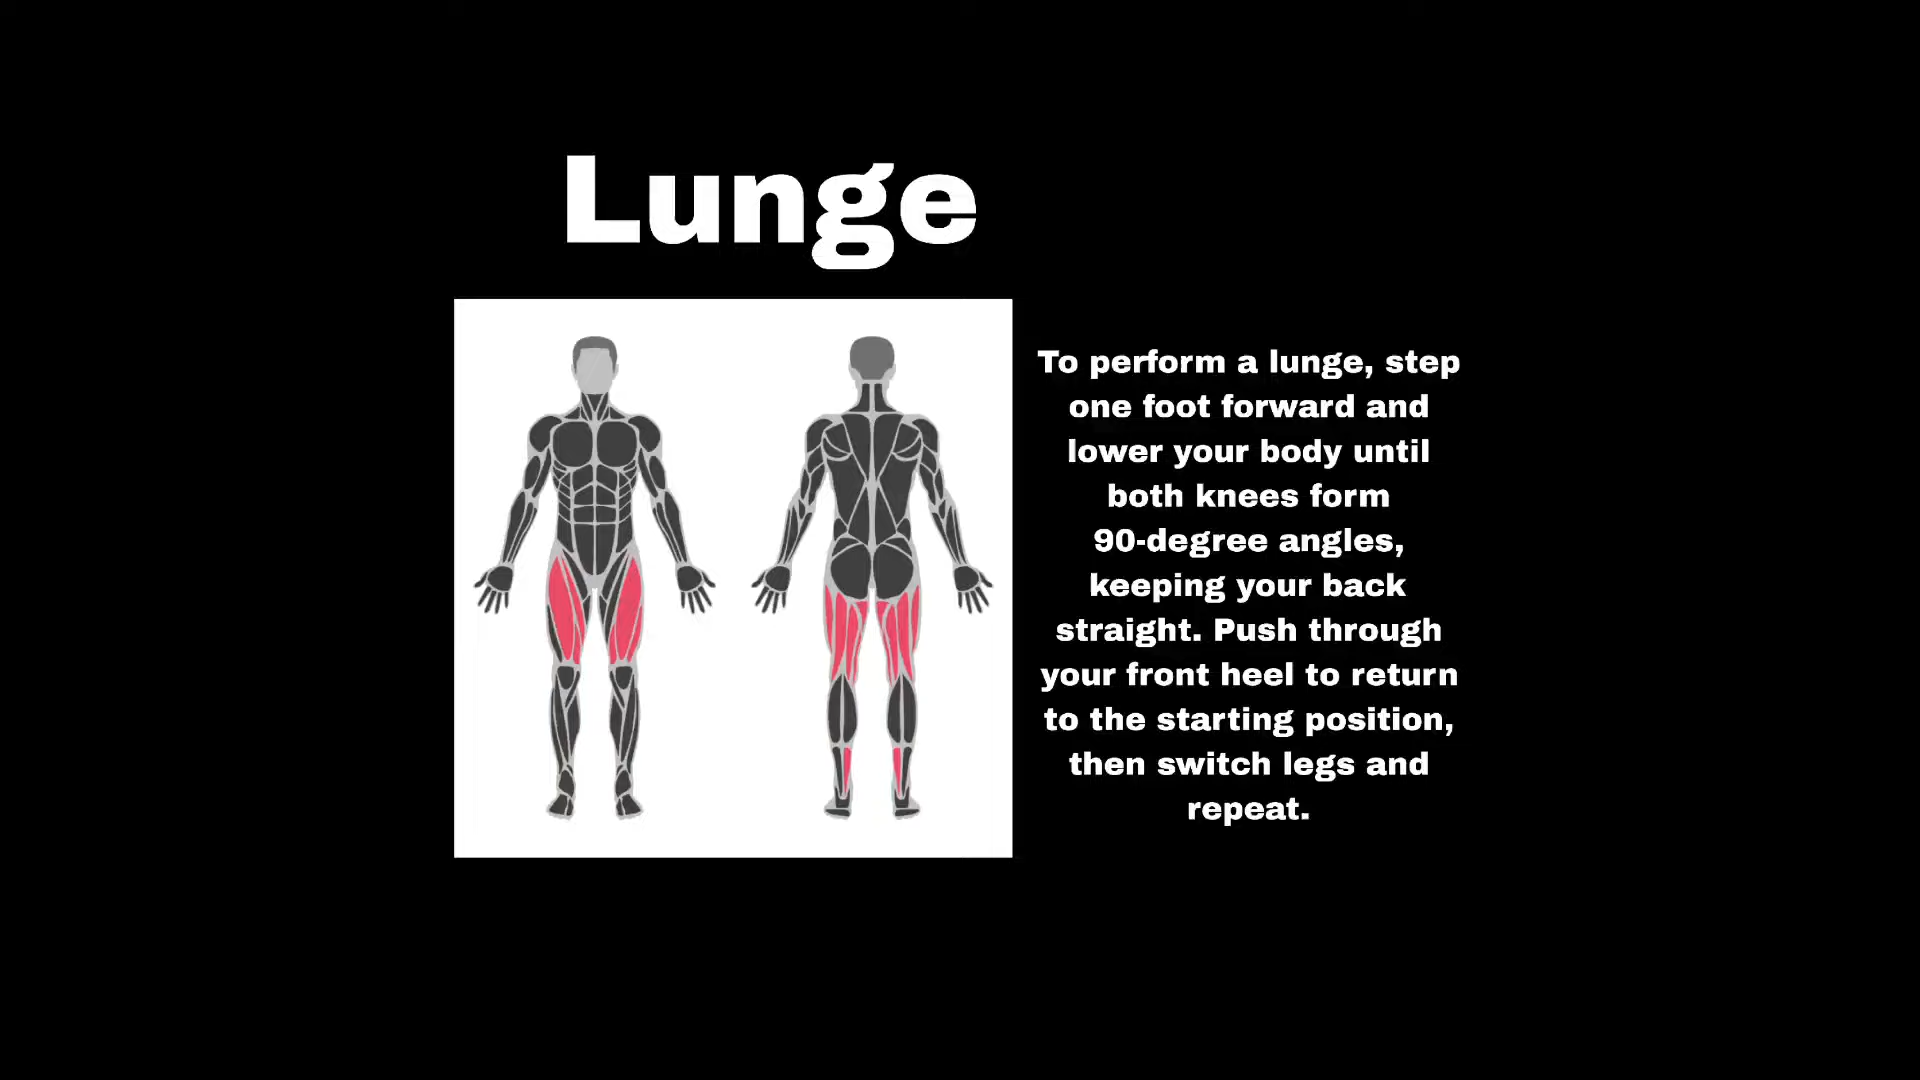 Lunge
To perform a lunge, step
one foot forward and
lower your body until
both knees form
90-degree angles,
keeping your back
straight. Push through
your front heel to return
to the starting position,
then switch legs and
repeat.